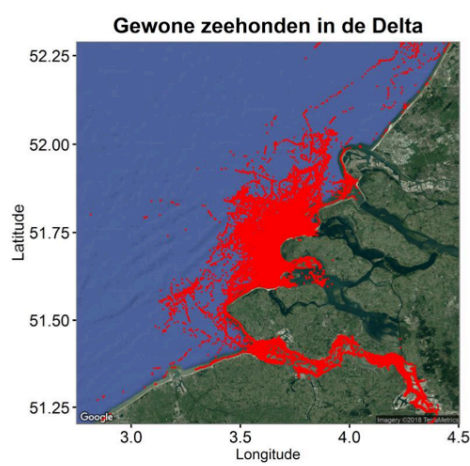 Gewone zeehonden in de Delta
52.25
52.00
51.75
51.50
51.25
Latitude
Google
Imagery ©2018 TerraMetrics
3.0 3.5 4.0 4.5
Longitude